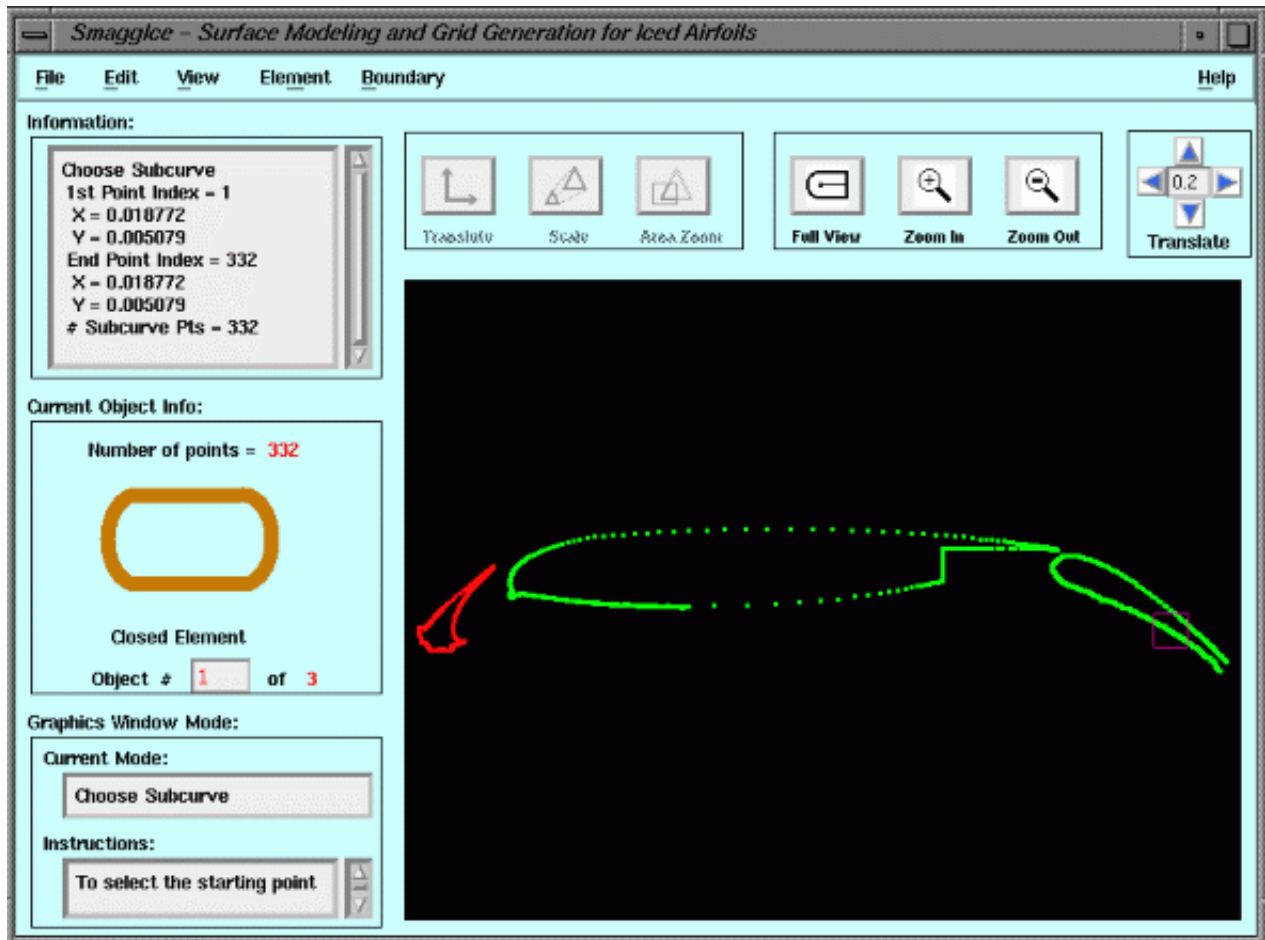 SmaggIce – Surface Modeling and Grid Generation for Iced Airfoils
File Edit View Element Boundary Help
Information:
Choose Subcurve
1st Point Index = 1
X = 0.018772
Y = 0.005079
End Point Index = 332
X = 0.018772
Y = 0.005079
# Subcurve Pts = 332
Translate Scale Area Zoom
Full View Zoom In Zoom Out
0.2
Translate
Current Object Info:
Number of points = 332
Closed Element
Object # 1 of 3
Graphics Window Mode:
Current Mode:
Choose Subcurve
Instructions:
To select the starting point